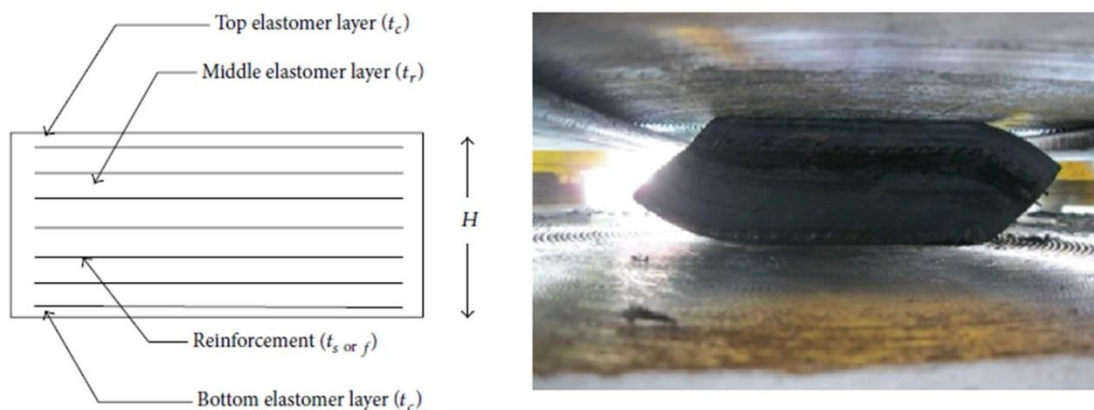 Top elastomer layer (t_c)
Middle elastomer layer (t_r)
H
Reinforcement (t_s or f)
Bottom elastomer layer (t_c)